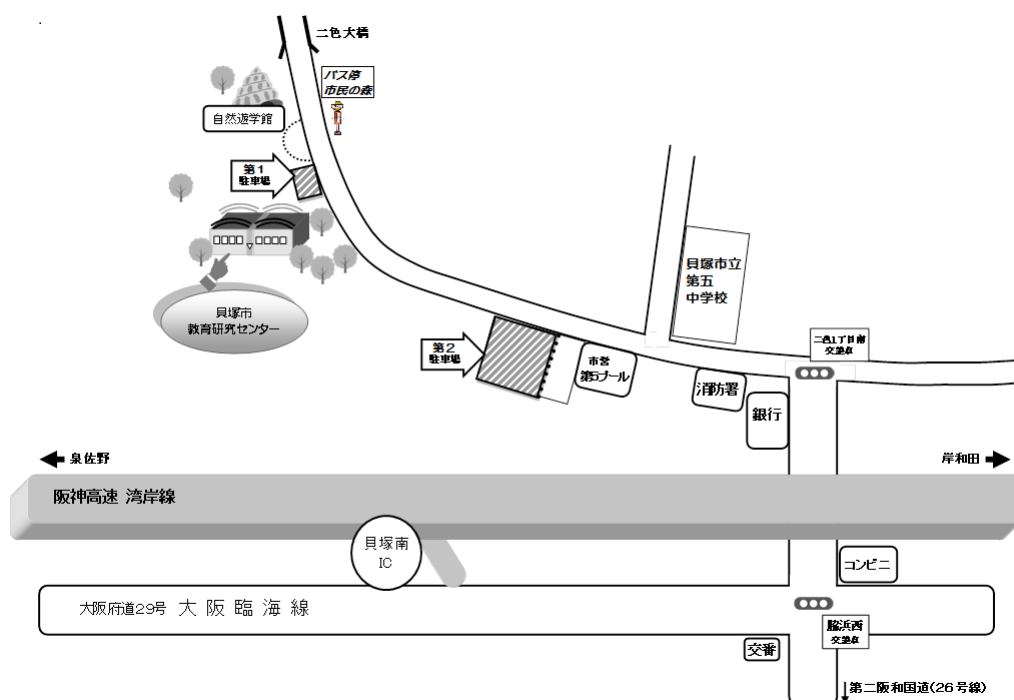 二色大橋
バス停
市民の森
自然遊学館
第1
駐車場
貝塚市
教育研究センター
貝塚市立
第五
中学校
二色1丁目南
交差点
第2
駐車場
市営
第5プール
消防署
銀行
泉佐野
岸和田
阪神高速 湾岸線
貝塚南
IC
コンビニ
大阪府道29号 大阪臨海線
脇浜西
交差点
交番
第二阪和国道(26号線)